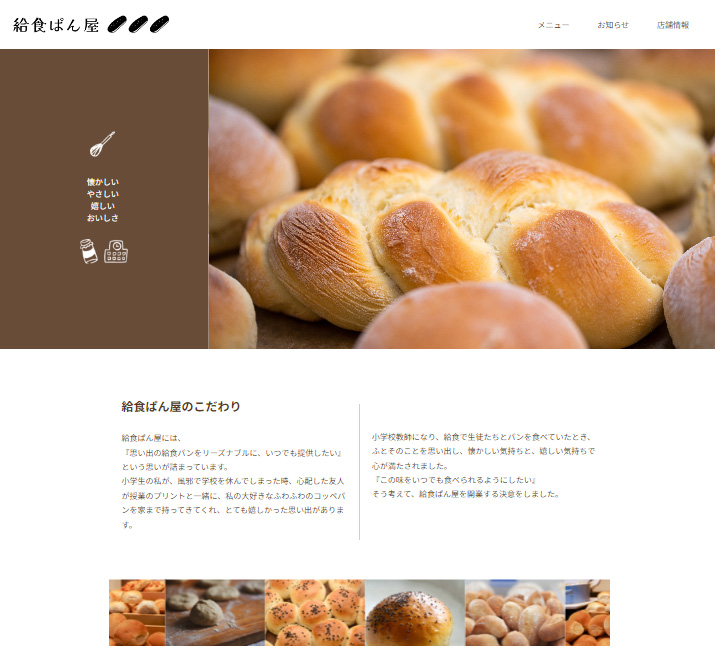 給食ぱん屋
メニュー
お知らせ
店舗情報
懐かしい
やさしい
嬉しい
おいしさ
給食ぱん屋のこだわり
給食ぱん屋には、
『思い出の給食パンをリーズナブルに、いつでも提供したい』
という思いが詰まっています。
小学生の私が、風邪で学校を休んでしまった時、心配した友人
が授業のプリントと一緒に、私の大好きなふわふわのコッペパ
ンを家まで持ってきてくれ、とても嬉しかった思い出がありま
す。
小学校教師になり、給食で生徒たちとパンを食べていたとき、
ふとそのことを思い出し、懐かしい気持ちと、嬉しい気持ちで
心が満たされました。
『この味をいつでも食べられるようにしたい』
そう考えて、給食ぱん屋を開業する決意をしました。